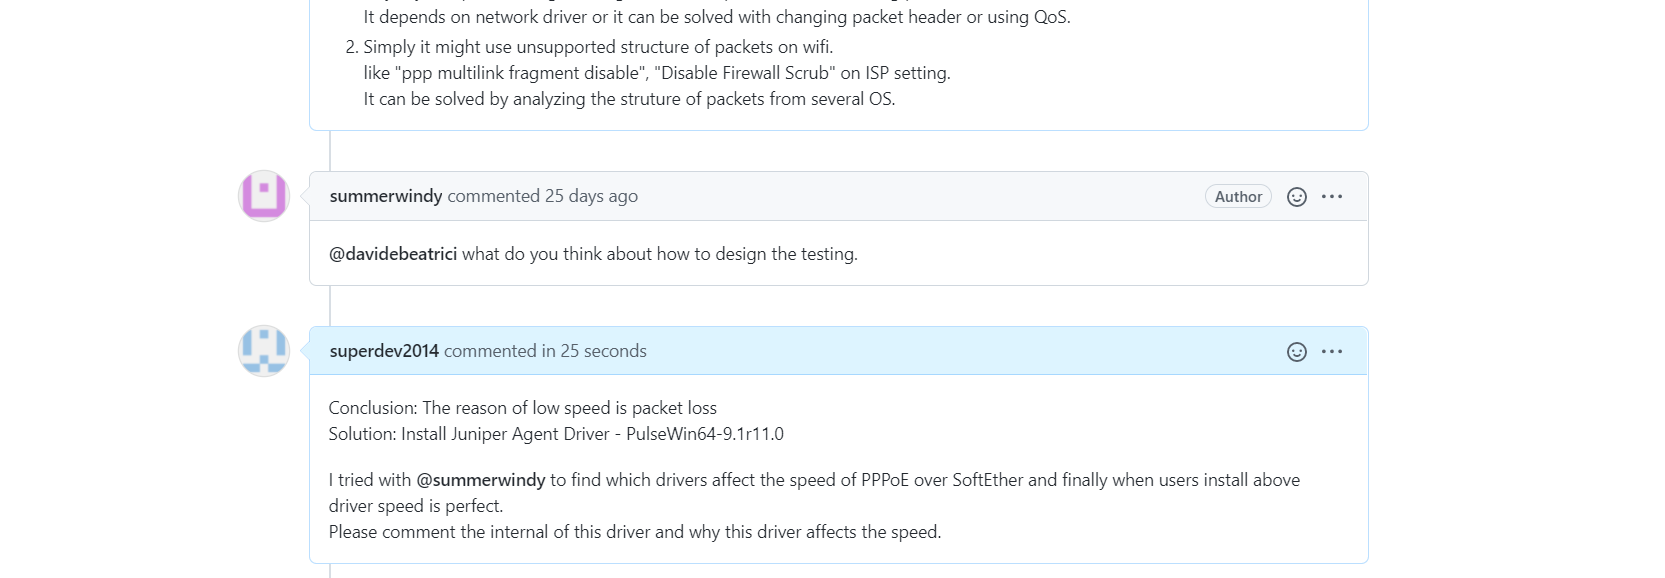 It depends on network driver or it can be solved with changing packet header or using QoS.
2. Simply it might use unsupported structure of packets on wifi.
like "ppp multilink fragment disable", "Disable Firewall Scrub" on ISP setting.
It can be solved by analyzing the struture of packets from several OS.
summerwindy commented 25 days ago
Author
@davidebeatrici what do you think about how to design the testing.
superdev2014 commented in 25 seconds
Conclusion: The reason of low speed is packet loss
Solution: Install Juniper Agent Driver - PulseWin64-9.1r11.0
I tried with @summerwindy to find which drivers affect the speed of PPPoE over SoftEther and finally when users install above
driver speed is perfect.
Please comment the internal of this driver and why this driver affects the speed.